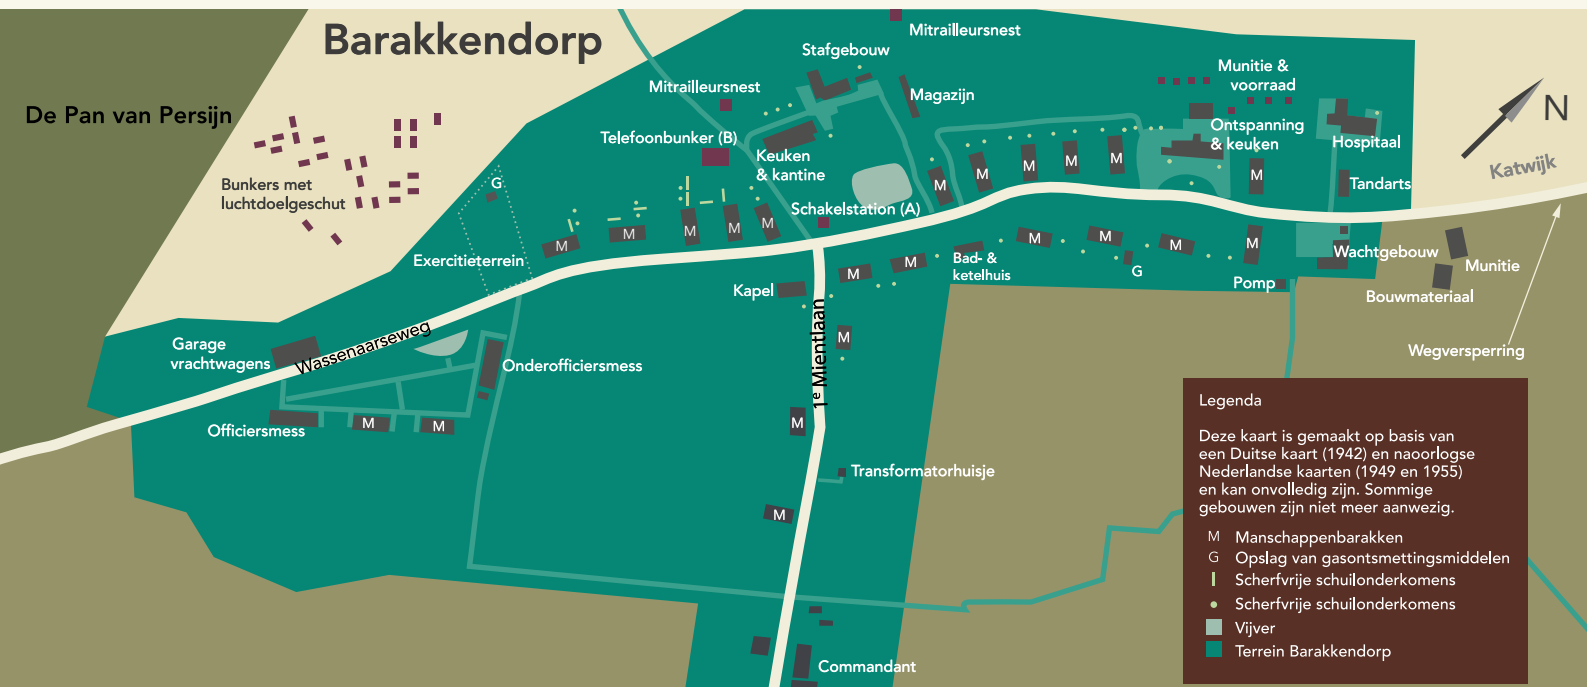 Barakkendorp
De Pan van Persijn
Mitrailleursnest
Stafgebouw
Mitrailleursnest
Magazijn
Munitie &
voorraad
Telefoonbunker (B)
Keuken
& kantine
Ontspanning
& keuken
Hospitaal
N
Katwijk
Bunkers met
luchtdoelgeschut
G
Tandarts
M
M
M
M
M
M
M
Schakelstation (A)
M
M
M
M
M
Exercitieterrein
Kapel
M
M
Bad- &
ketelhuis
M
M
G
M
M
Pomp
Wachtgebouw
Munitie
Bouwmateriaal
Wegversperring
Garage
vrachtwagens
Wassenaarseweg
Onderofficiersmess
1e Mientlaan
M
M
Officiersmess
M
M
Transformatorhuisje
M
Commandant
Legenda
Deze kaart is gemaakt op basis van
een Duitse kaart (1942) en naoorlogse
Nederlandse kaarten (1949 en 1955)
en kan onvolledig zijn. Sommige
gebouwen zijn niet meer aanwezig.
M Manschappenbarakken
G Opslag van gasontsmettingsmiddelen
Scherfvrije schuilonderkomens
Scherfvrije schuilonderkomens
Vijver
Terrein Barakkendorp